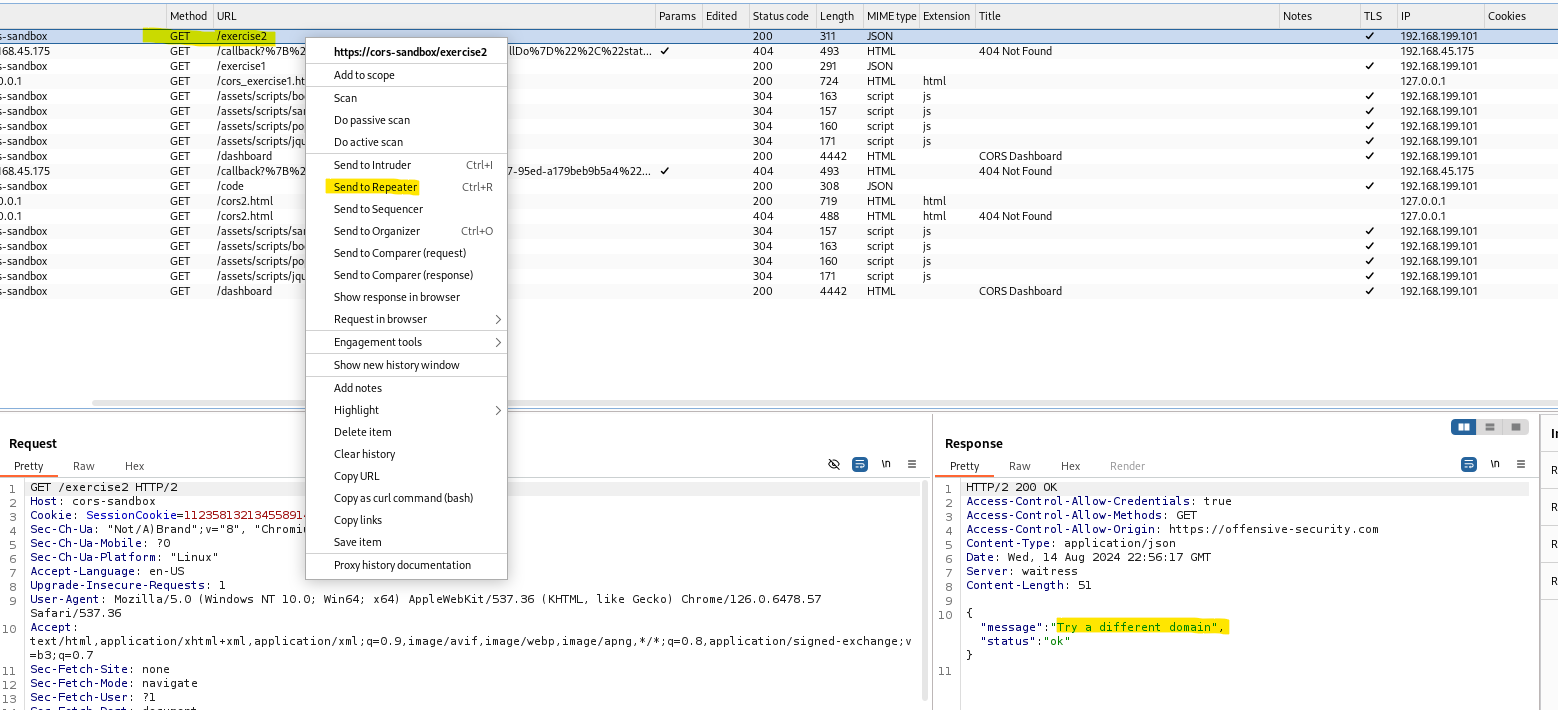 Method GET URL Params Edited Status code Length MIME type Extension Title Notes TLS IP Cookies
s-sandbox GET /exercise2 200 311 JSON ✓ 192.168.199.101
168.45.175 GET /callback?%7B%2 llDo%7D%22%2C%22stat... ✓ 404 493 HTML 404 Not Found 192.168.45.175
s-sandbox GET /exercise1 200 291 JSON ✓ 192.168.199.101
0.0.1 GET /cors_exercise1.ht 200 724 HTML html 127.0.0.1
s-sandbox GET /assets/scripts/bo 304 163 script js ✓ 192.168.199.101
s-sandbox GET /assets/scripts/sa 304 157 script js ✓ 192.168.199.101
s-sandbox GET /assets/scripts/po 304 160 script js ✓ 192.168.199.101
s-sandbox GET /assets/scripts/jqu 304 171 script js ✓ 192.168.199.101
s-sandbox GET /dashboard 200 4442 HTML CORS Dashboard ✓ 192.168.199.101
168.45.175 GET /callback?%7B%2 7-95ed-a179beb9b5a4%22... ✓ 404 493 HTML 404 Not Found 192.168.45.175
s-sandbox GET /code 200 308 JSON ✓ 192.168.199.101
0.0.1 GET /cors2.html 200 719 HTML html 127.0.0.1
0.0.1 GET /cors2.html 404 488 HTML html 404 Not Found 127.0.0.1
s-sandbox GET /assets/scripts/sa 304 157 script js ✓ 192.168.199.101
s-sandbox GET /assets/scripts/bo 304 163 script js ✓ 192.168.199.101
s-sandbox GET /assets/scripts/po 304 160 script js ✓ 192.168.199.101
s-sandbox GET /assets/scripts/jqu 304 171 script js ✓ 192.168.199.101
s-sandbox GET /dashboard 200 4442 HTML CORS Dashboard ✓ 192.168.199.101
https://cors-sandbox/exercise2
Add to scope
Scan
Do passive scan
Do active scan
Send to Intruder Ctrl+I
Send to Repeater Ctrl+R
Send to Sequencer
Send to Organizer Ctrl+O
Send to Comparer (request)
Send to Comparer (response)
Show response in browser
Request in browser
Engagement tools
Show new history window
Add notes
Highlight
Delete item
Clear history
Copy URL
Copy as curl command (bash)
Copy links
Save item
Proxy history documentation
Request
Pretty Raw Hex
\n
1 GET /exercise2 HTTP/2
2 Host: cors-sandbox
3 Cookie: SessionCookie=112358132134558914
4 Sec-Ch-Ua: "Not/A)Brand";v="8", "Chromiu
5 Sec-Ch-Ua-Mobile: ?0
6 Sec-Ch-Ua-Platform: "Linux"
7 Accept-Language: en-US
8 Upgrade-Insecure-Requests: 1
9 User-Agent: Mozilla/5.0 (Windows NT 10.0; Win64; x64) AppleWebKit/537.36 (KHTML, like Gecko) Chrome/126.0.6478.57
Safari/537.36
10 Accept:
text/html,application/xhtml+xml,application/xml;q=0.9,image/avif,image/webp,image/apng,*/*;q=0.8,application/signed-exchange;v
=b3;q=0.7
11 Sec-Fetch-Site: none
12 Sec-Fetch-Mode: navigate
13 Sec-Fetch-User: ?1
Response
Pretty Raw Hex Render
\n
1 HTTP/2 200 OK
2 Access-Control-Allow-Credentials: true
3 Access-Control-Allow-Methods: GET
4 Access-Control-Allow-Origin: https://offensive-security.com
5 Content-Type: application/json
6 Date: Wed, 14 Aug 2024 22:56:17 GMT
7 Server: waitress
8 Content-Length: 51
9
10 {
"message":"Try a different domain",
"status":"ok"
}
11